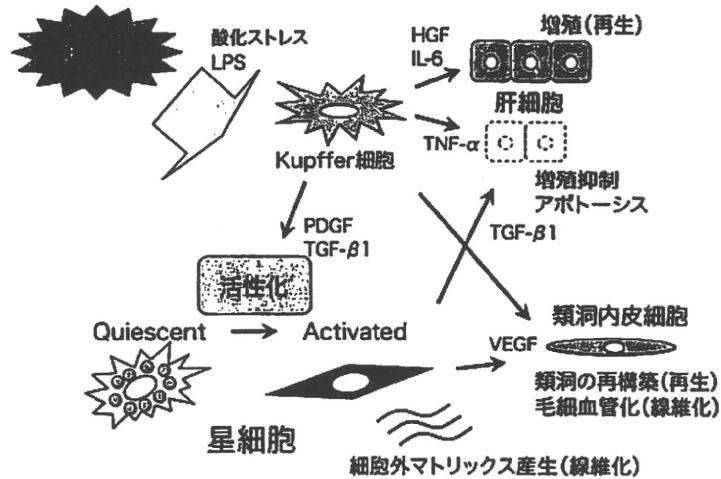 酸化ストレス
LPS
HGF
IL-6
増殖(再生)
肝細胞
TNF-α
Kupffer細胞
増殖抑制
アポトーシス
PDGF
TGF-β1
TGF-β1
活性化
Quiescent
Activated
VEGF
類洞内皮細胞
類洞の再構築(再生)
毛細血管化(線維化)
星細胞
細胞外マトリックス産生(線維化)